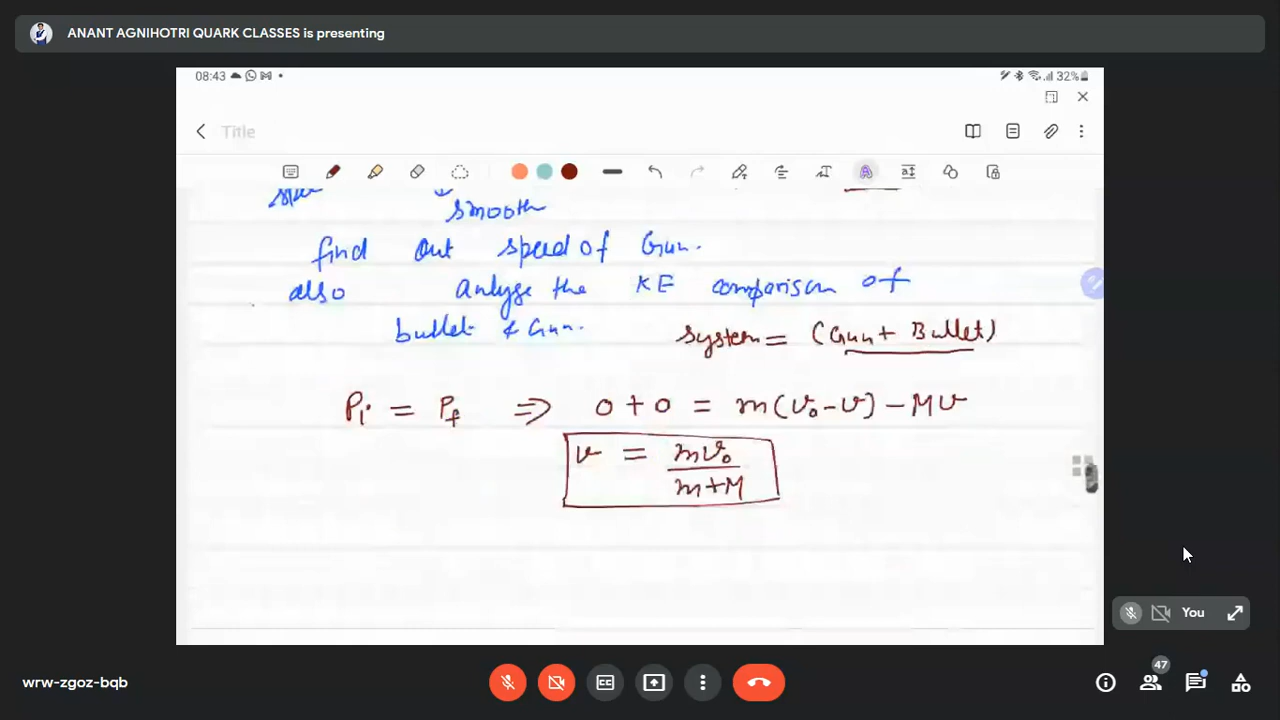 ANANT AGNIHOTRI QUARK CLASSES is presenting
08:43
32%
Title
smooth
find out speed of Gun.
also anlyze the KE comparison of
bullet & Gun.
system = (Gun + Bullet)
Pi = Pf ⇒ 0 + 0 = m(v₀ - v) - Mv
v = mv₀ / m+M
You
47
wrw-zgoz-bqb